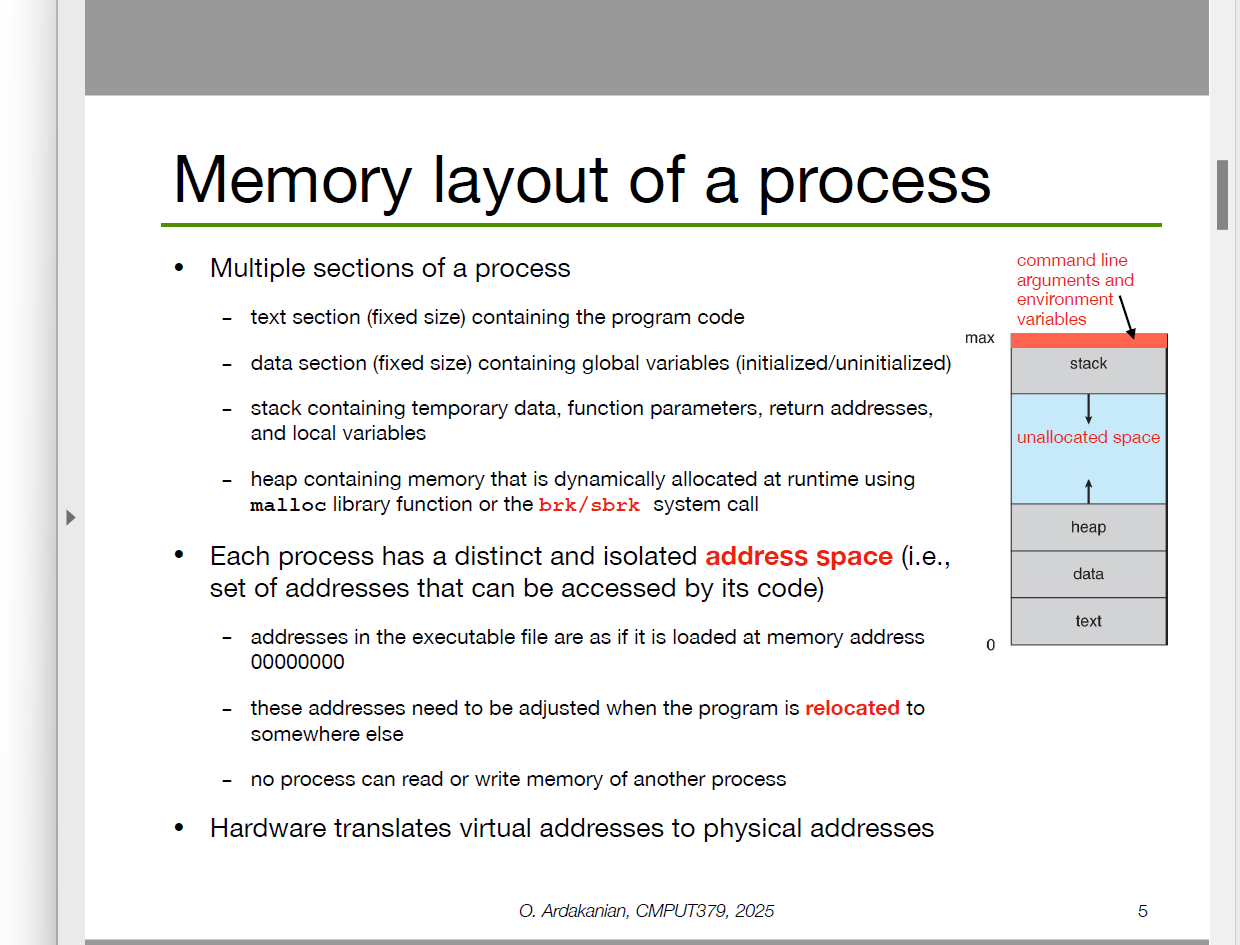 Memory layout of a process
• Multiple sections of a process
– text section (fixed size) containing the program code
– data section (fixed size) containing global variables (initialized/uninitialized)
– stack containing temporary data, function parameters, return addresses,
and local variables
– heap containing memory that is dynamically allocated at runtime using
malloc library function or the brk/sbrk system call
• Each process has a distinct and isolated address space (i.e.,
set of addresses that can be accessed by its code)
– addresses in the executable file are as if it is loaded at memory address
00000000
– these addresses need to be adjusted when the program is relocated to
somewhere else
– no process can read or write memory of another process
• Hardware translates virtual addresses to physical addresses
command line
arguments and
environment
variables
max
stack
unallocated space
heap
data
text
0
O. Ardakanian, CMPUT379, 2025
5